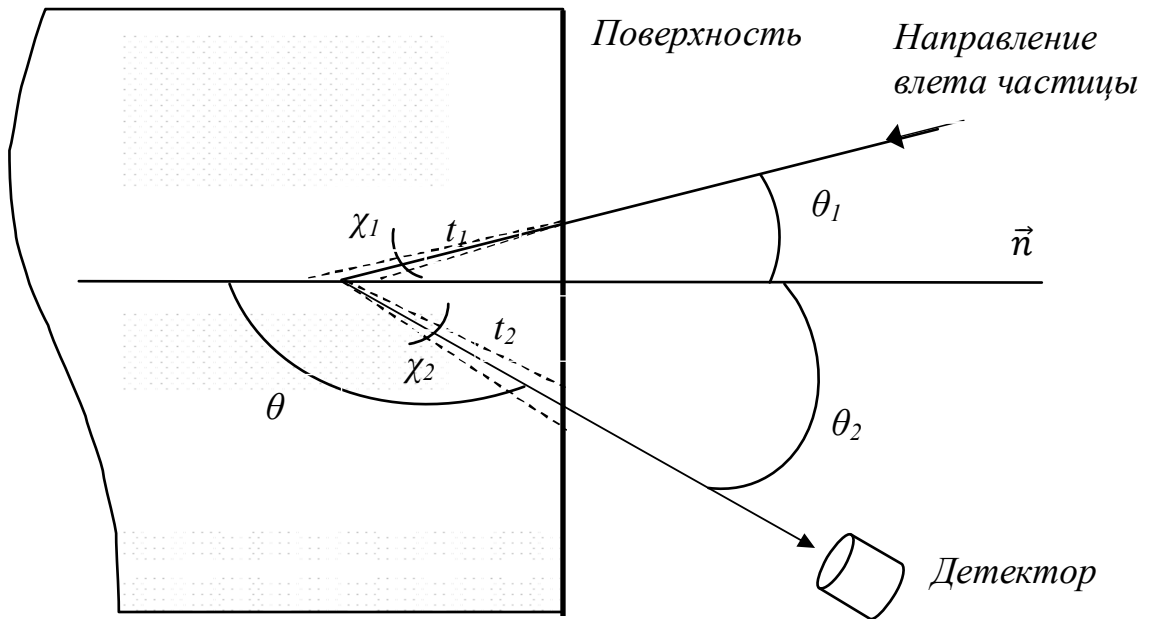 Поверхность
Направление
влета частицы
θ1
χ1
t1
n⃗
t2
χ2
θ
θ2
Детектор